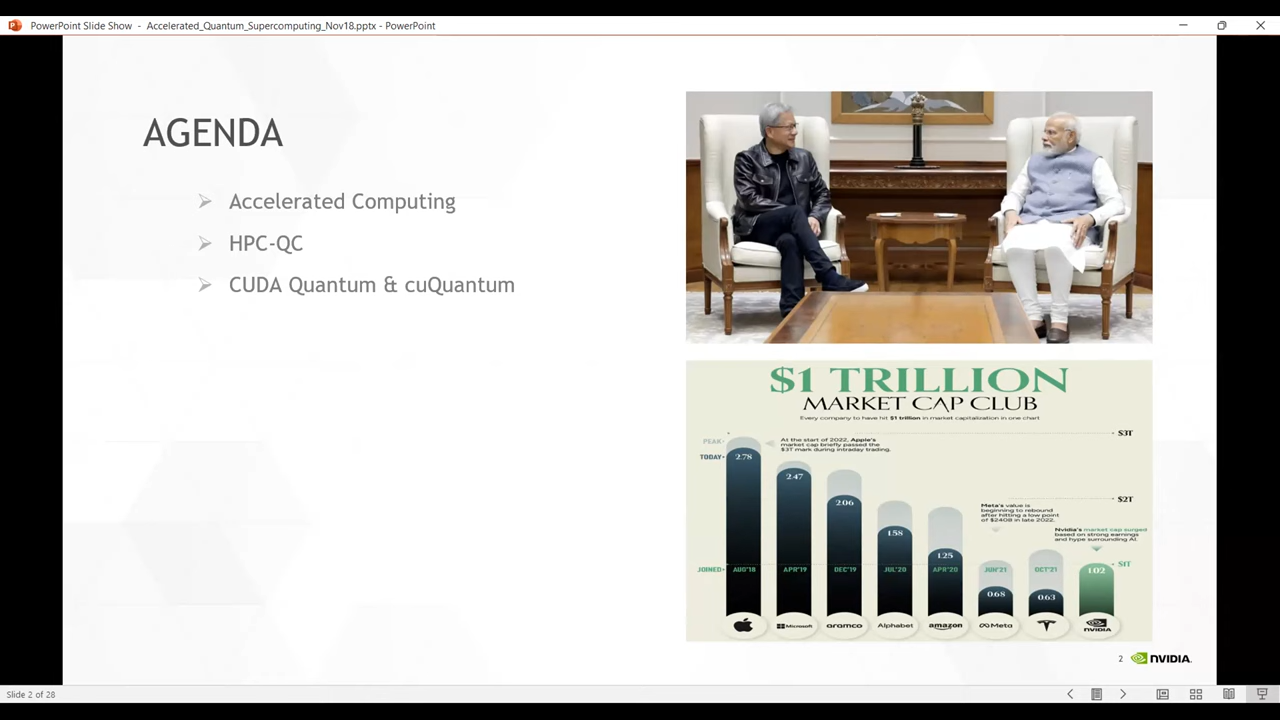 PowerPoint Slide Show - Accelerated_Quantum_Supercomputing_Nov18.pptx - PowerPoint
AGENDA
Accelerated Computing
HPC-QC
CUDA Quantum & cuQuantum
$1 TRILLION
MARKET CAP CLUB
Every company to have hit $1 trillion in market capitalization in one chart
$3T
PEAK
At the start of 2022, Apple's
market cap briefly passed the
$3T mark during intraday trading.
TODAY
2.78
2.47
2.06
1.58
1.25
0.68
0.63
1.02
$2T
Meta's value is
beginning to rebound
after hitting a low point
of $240B in late 2022.
Nvidia's market cap surged
based on strong earnings
and hype surrounding AI.
$1T
JOINED AUG'18 APR'19 DEC'19 JUL'20 APR'20 JUN'21 OCT'21
Microsoft aramco Alphabet amazon Meta NVIDIA
2 NVIDIA.
Slide 2 of 28